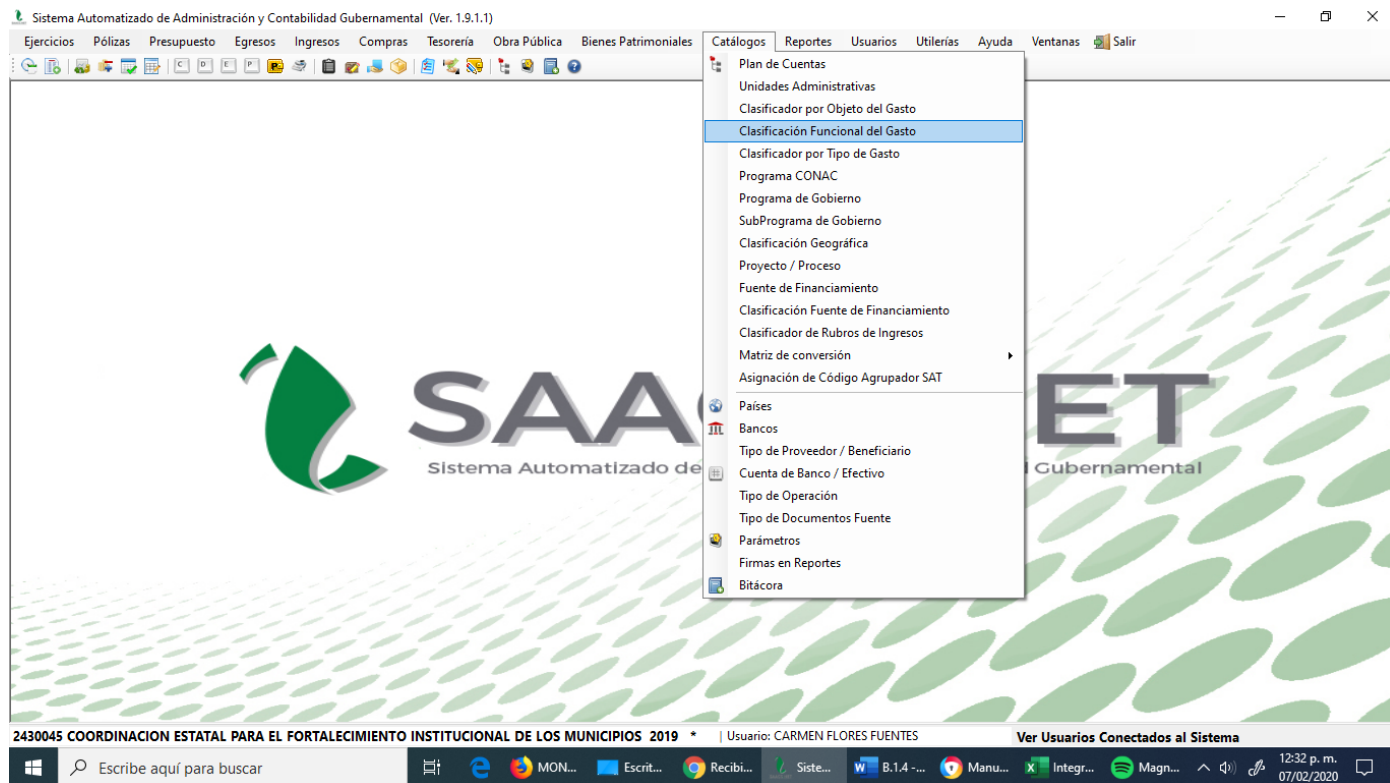 Sistema Automatizado de Administración y Contabilidad Gubernamental (Ver. 1.9.1.1)
Ejercicios Pólizas Presupuesto Egresos Ingresos Compras Tesorería Obra Pública Bienes Patrimoniales Catálogos Reportes Usuarios Utilerías Ayuda Ventanas Salir
C D E P
Plan de Cuentas
Unidades Administrativas
Clasificador por Objeto del Gasto
Clasificación Funcional del Gasto
Clasificador por Tipo de Gasto
Programa CONAC
Programa de Gobierno
SubPrograma de Gobierno
Clasificación Geográfica
Proyecto / Proceso
Fuente de Financiamiento
Clasificación Fuente de Financiamiento
Clasificador de Rubros de Ingresos
Matriz de conversión
Asignación de Código Agrupador SAT
Países
Bancos
Tipo de Proveedor / Beneficiario
Cuenta de Banco / Efectivo
Tipo de Operación
Tipo de Documentos Fuente
Parámetros
Firmas en Reportes
Bitácora
SAA ET
Sistema Automatizado de Gubernamental
2430045 COORDINACION ESTATAL PARA EL FORTALECIMIENTO INSTITUCIONAL DE LOS MUNICIPIOS 2019 * | Usuario: CARMEN FLORES FUENTES Ver Usuarios Conectados al Sistema
Escribe aquí para buscar MON... Escrit... Recibi... Siste... B.1.4 -... Manu... Integr... Magn... 12:32 p. m.
07/02/2020